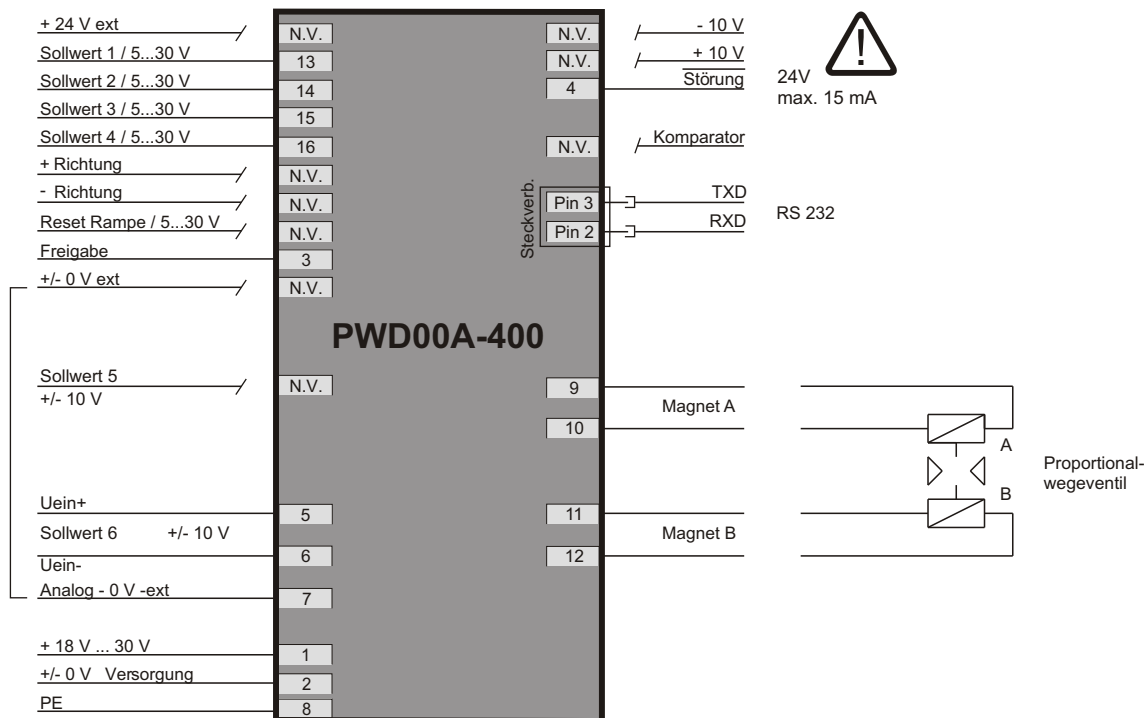 + 24 V ext
N.V.
Sollwert 1 / 5...30 V
13
Sollwert 2 / 5...30 V
14
Sollwert 3 / 5...30 V
15
Sollwert 4 / 5...30 V
16
+ Richtung
N.V.
- Richtung
N.V.
Reset Rampe / 5...30 V
N.V.
Freigabe
3
+/- 0 V ext
N.V.
N.V.
- 10 V
N.V.
+ 10 V
4
Störung
24V
max. 15 mA
!
N.V.
Komparator
Steckverb.
Pin 3
TXD
Pin 2
RXD
RS 232
PWD00A-400
Sollwert 5
+/- 10 V
N.V.
9
Magnet A
10
A
B
Proportional-
wegeventil
Uein+
5
Sollwert 6 +/- 10 V
6
Uein-
Analog - 0 V -ext
7
11
Magnet B
12
+ 18 V ... 30 V
1
+/- 0 V Versorgung
2
PE
8